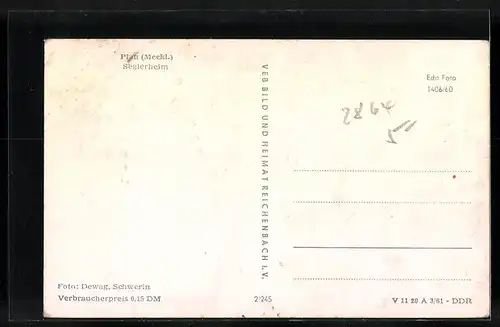 Plau (Meckl.)
Seglerheim
VEB BILD UND HEIMAT REICHENBACH I.V.
Echt Foto
1406/60
2864
5
Foto: Dewag, Schwerin
Verbraucherpreis 0,15 DM
2/245
V 11 28 A 3/61 - DDR